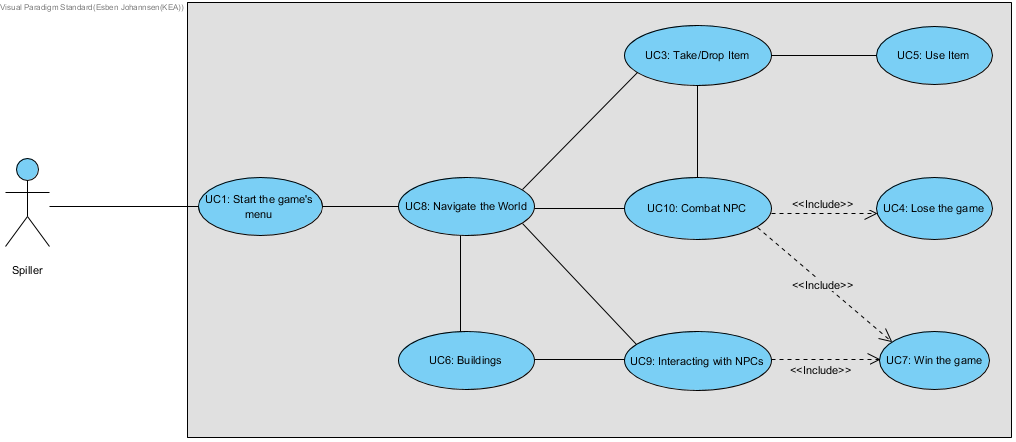 Visual Paradigm Standard(Esben Johannsen(KEA))
UC3: Take/Drop Item
UC5: Use Item
UC1: Start the game's
menu
UC8: Navigate the World
UC10: Combat NPC
<<Include>>
UC4: Lose the game
Spiller
<<Include>>
UC6: Buildings
UC9: Interacting with NPCs
<<Include>>
UC7: Win the game